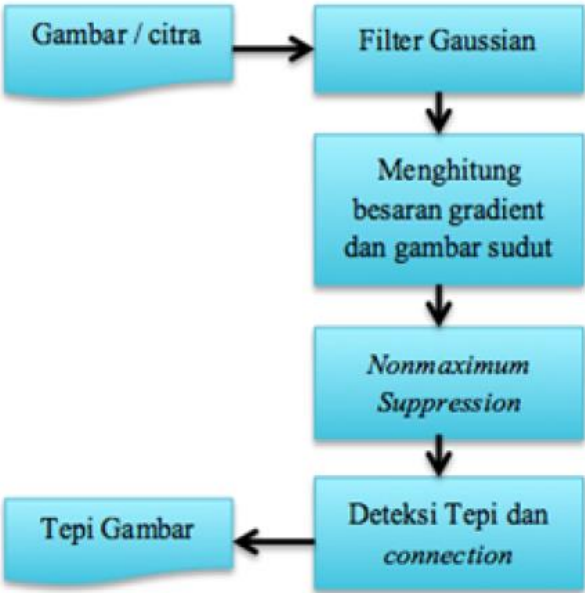 Gambar / citra
Filter Gaussian
Menghitung
besaran gradient
dan gambar sudut
Nonmaximum
Suppression
Deteksi Tepi dan
connection
Tepi Gambar